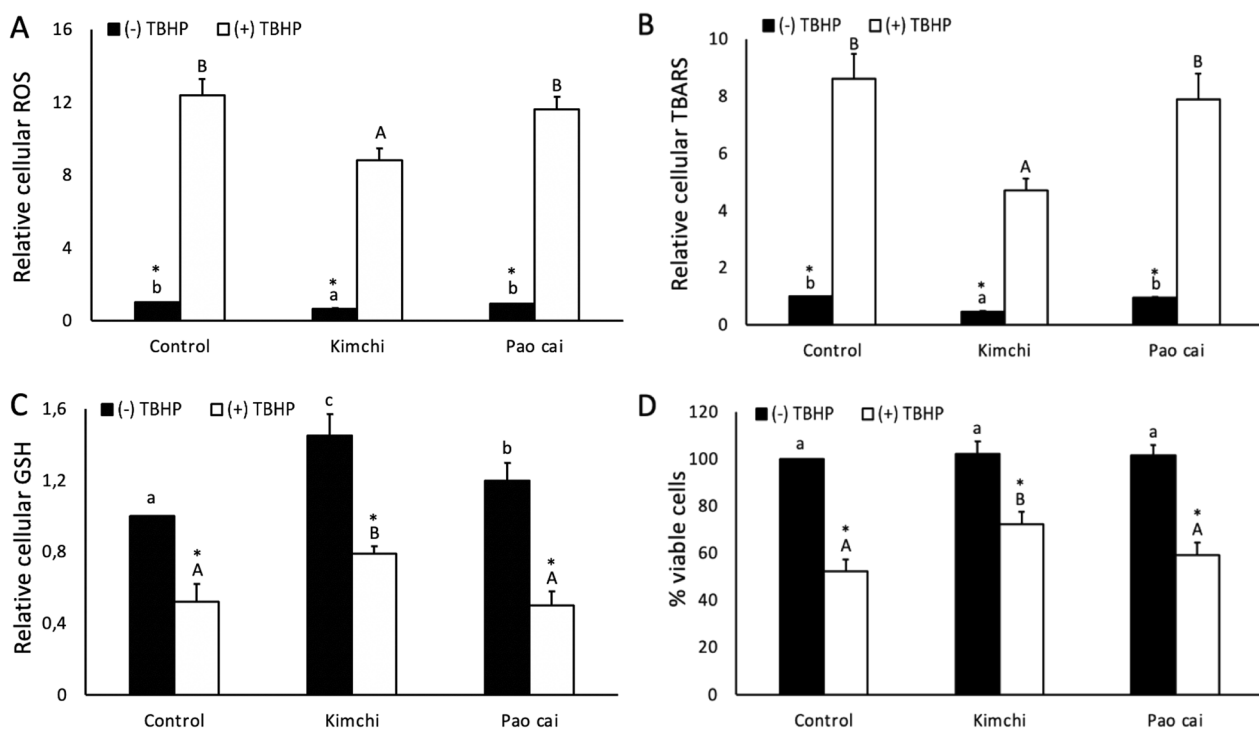 A
(-) TBHP (+) TBHP
Relative cellular ROS
16
12
8
4
0
B
A
B
*
b
*
a
*
b
Control Kimchi Pao cai
B
(-) TBHP (+) TBHP
Relative cellular TBARS
10
8
6
4
2
0
B
A
B
*
b
*
a
*
b
Control Kimchi Pao cai
C
(-) TBHP (+) TBHP
Relative cellular GSH
1,6
1,2
0,8
0,4
0
a
*
A
c
*
B
b
*
A
Control Kimchi Pao cai
D
(-) TBHP (+) TBHP
% viable cells
120
100
80
60
40
20
0
a
*
A
a
*
B
a
*
A
Control Kimchi Pao cai